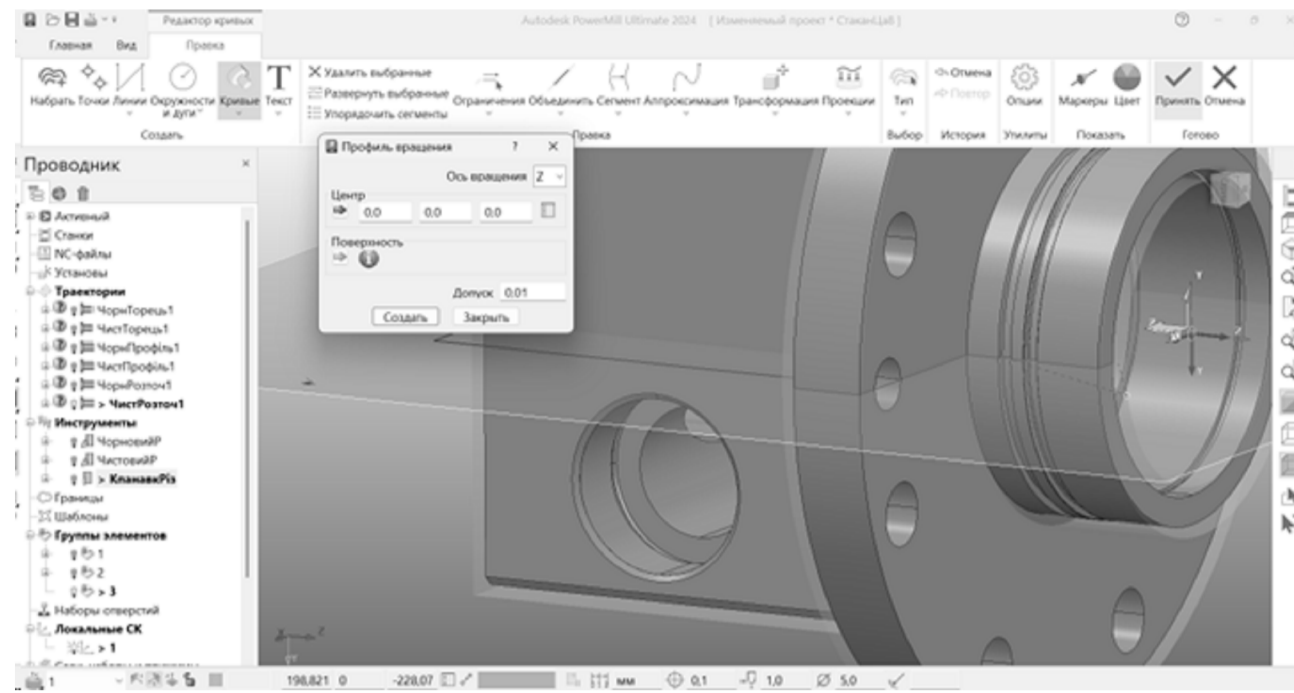 Редактор кривых
Autodesk PowerMill Ultimate 2024 [ Изменяемый проект * СтаканЦаб ]
Главная Вид Правка
Набрать Точки Линии Окружности и дуги Кривые Текст
Создать
Удалить выбранные
Развернуть выбранные
Упорядочить сегменты
Ограничения Объединить Сегмент Аппроксимация Трансформация Проекции
Правка
Тип
Выбор
Отмена
Повтор
История
Опции
Утилиты
Маркеры Цвет
Показать
Принять Отмена
Готово
Проводник
Активный
Станки
NC-файлы
Установы
Траектории
ЧорнТорець1
ЧистТорець1
ЧорнПрофіль1
ЧистПрофіль1
ЧорнРозточ1
> ЧистРозточ1
Инструменты
ЧорновийР
ЧистовийР
> КланавкРіз
Границы
Шаблоны
Группы элементов
1
2
> 3
Наборы отверстий
Локальные СК
> 1
Профиль вращения ? ×
Ось вращения Z
Центр
0,0 0,0 0,0
Поверхность
Допуск 0,01
Создать Закрыть
Y
Z
X Z
1 198,821 0 -228,07 мм 0,1 1,0 5,0